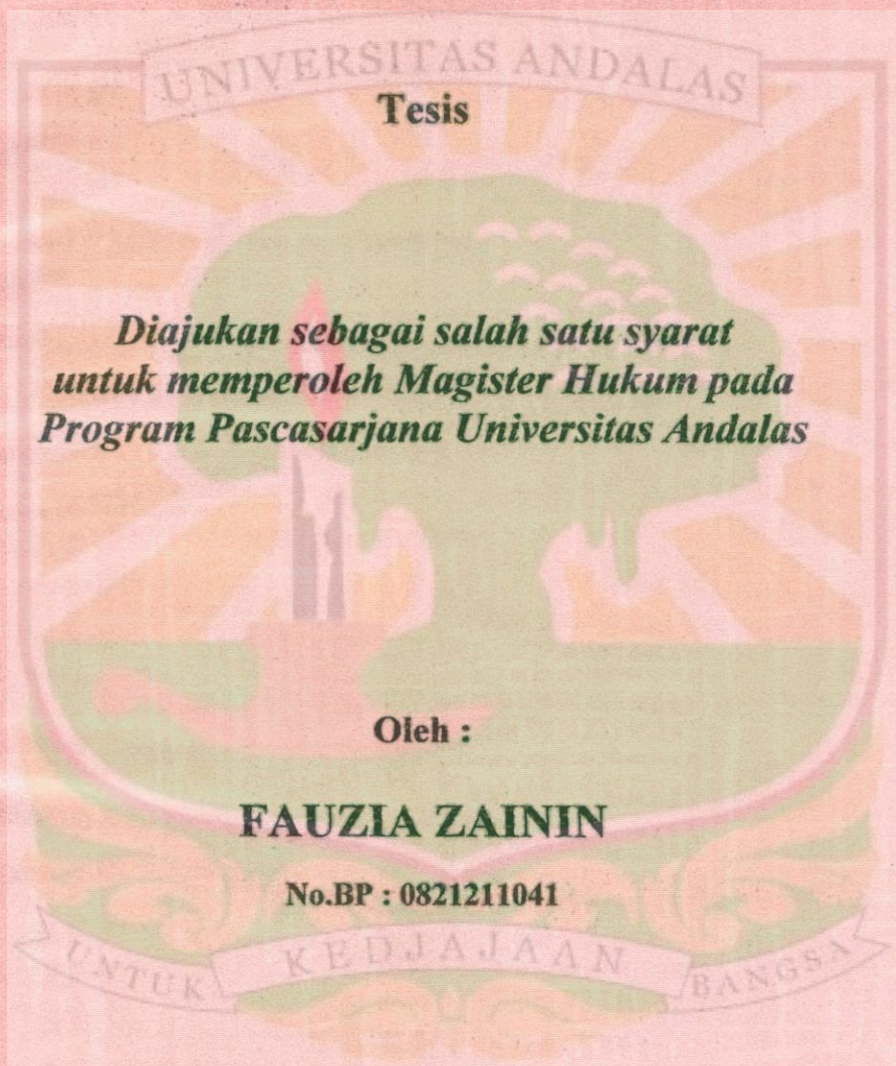 UNIVERSITAS ANDALAS
Tesis
Diajukan sebagai salah satu syarat
untuk memperoleh Magister Hukum pada
Program Pascasarjana Universitas Andalas
Oleh :
FAUZIA ZAININ
No.BP : 0821211041
UNTUK KEDJAJAAN BANGSA